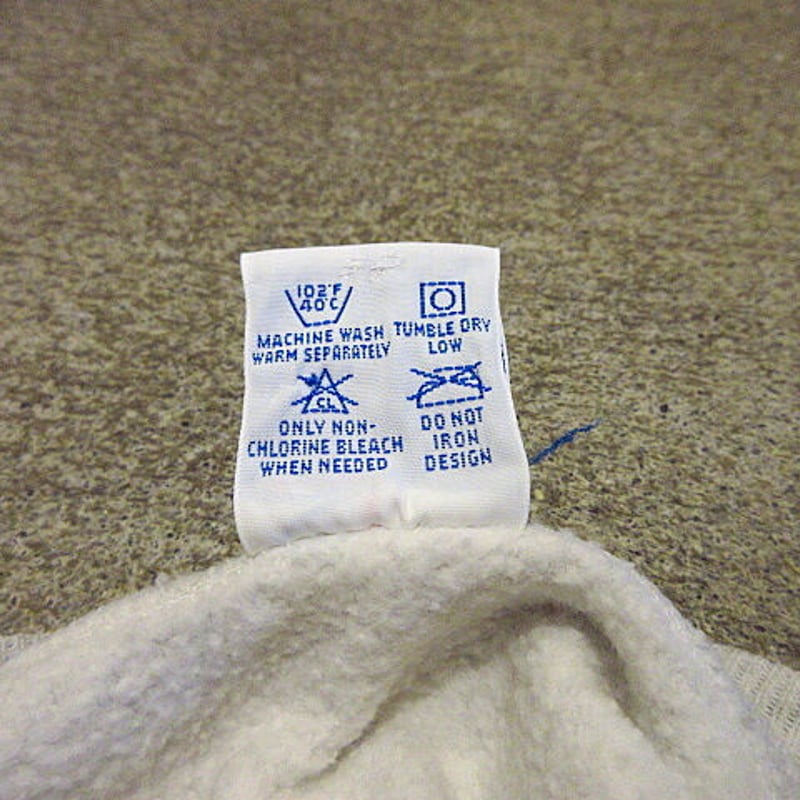 102°F
40°C
MACHINE WASH
WARM SEPARATELY
TUMBLE DRY
LOW
CL
ONLY NON-
CHLORINE BLEACH
WHEN NEEDED
DO NOT
IRON
DESIGN